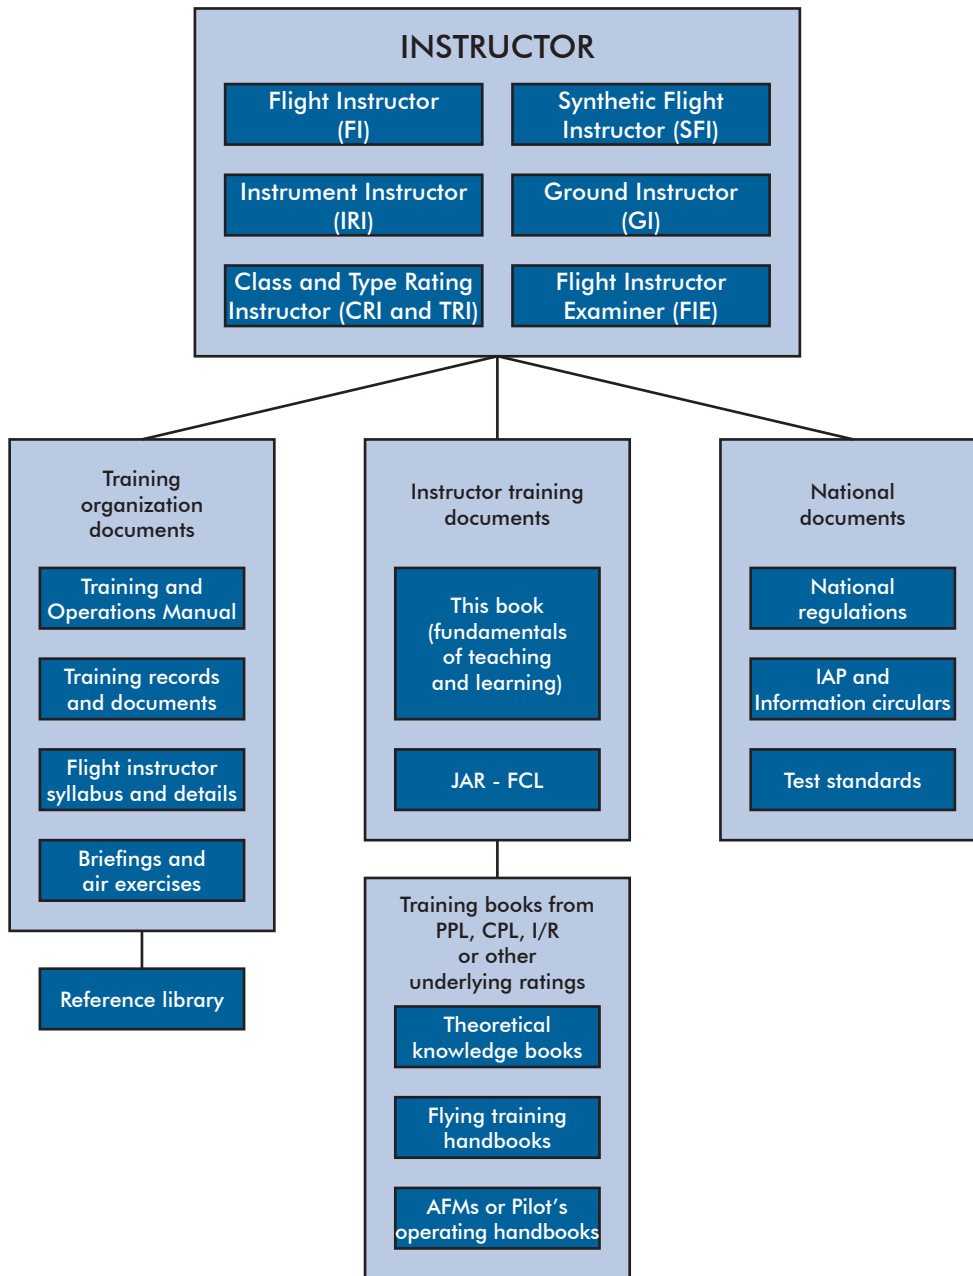 INSTRUCTOR
Flight Instructor
(FI)
Synthetic Flight
Instructor (SFI)
Instrument Instructor
(IRI)
Ground Instructor
(GI)
Class and Type Rating
Instructor (CRI and TRI)
Flight Instructor
Examiner (FIE)
Training
organization
documents
Training and
Operations Manual
Training records
and documents
Flight instructor
syllabus and details
Briefings and
air exercises
Reference library
Instructor training
documents
This book
(fundamentals
of teaching
and learning)
JAR - FCL
Training books from
PPL, CPL, I/R
or other
underlying ratings
Theoretical
knowledge books
Flying training
handbooks
AFMs or Pilot’s
operating handbooks
National
documents
National
regulations
IAP and
Information circulars
Test standards